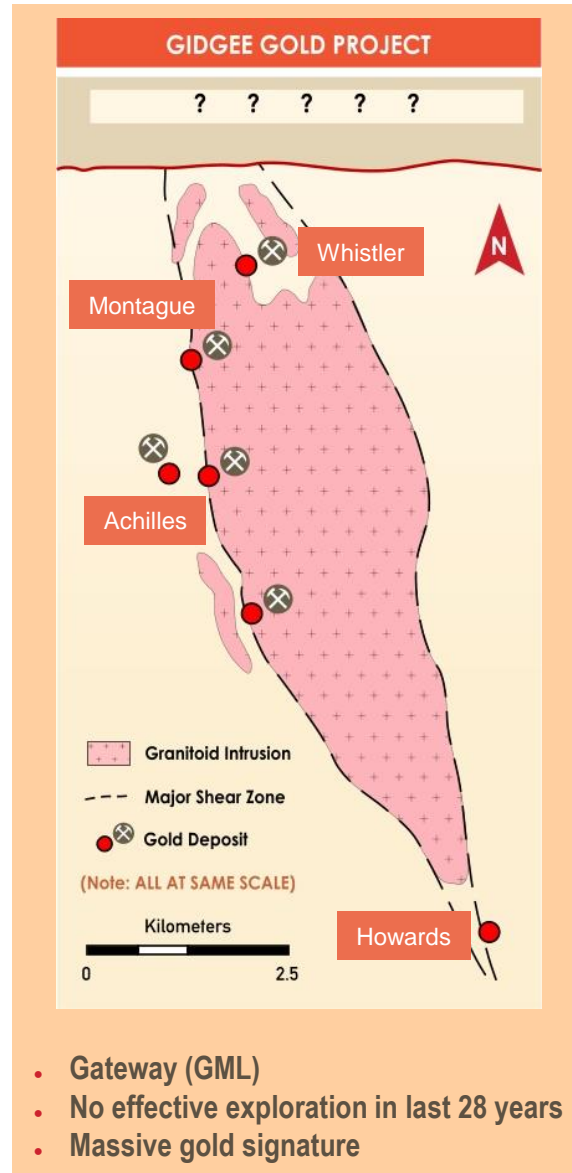 GIDGEE GOLD PROJECT
? ? ? ? ?
N
Whistler
Montague
Achilles
Granitoid Intrusion
Major Shear Zone
Gold Deposit
(Note: ALL AT SAME SCALE)
Kilometers
0 2.5
Howards
• Gateway (GML)
• No effective exploration in last 28 years
• Massive gold signature